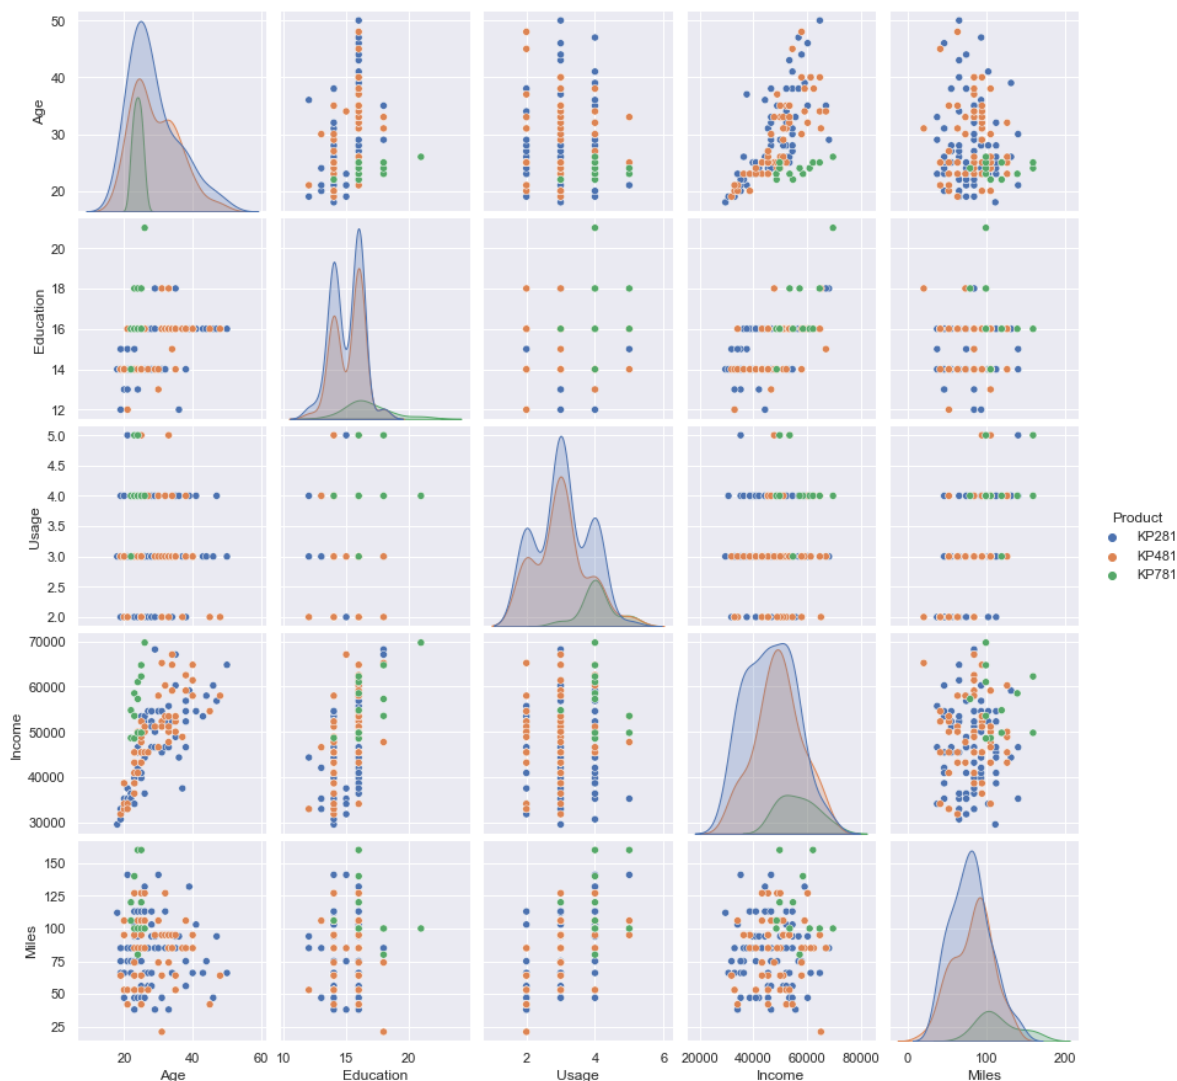 50
40
30
20
Age
20
18
16
14
12
Education
5.0
4.5
4.0
3.5
3.0
2.5
2.0
Usage
Product
KP281
KP481
KP781
70000
60000
50000
40000
30000
Income
150
125
100
75
50
25
Miles
20 40 60 10 15 20 2 4 6 20000 40000 60000 80000 0 100 200
Age Education Usage Income Miles